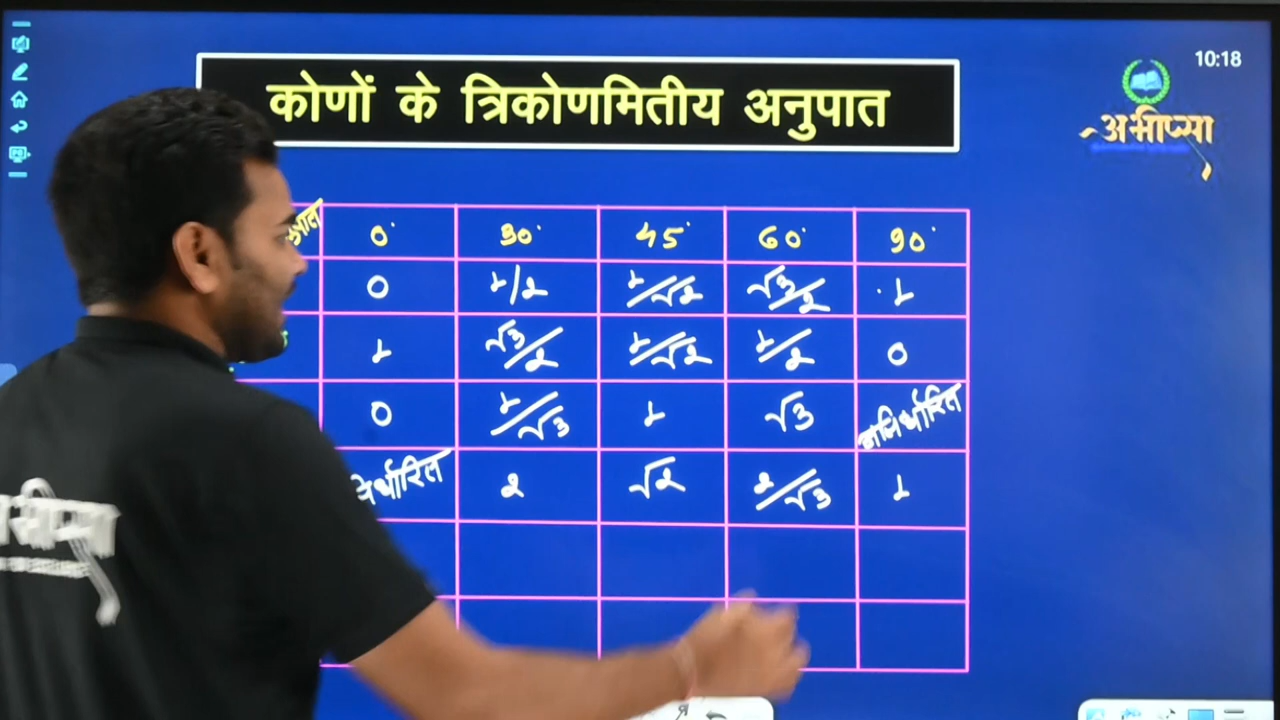 10:18
कोणों के त्रिकोणमितीय अनुपात
अभीप्सा
0° 30° 45° 60° 90°
0 1/2 1/√2 √3/2 1
1 √3/2 1/√2 1/2 0
0 1/√3 1 √3 अनिर्धारित
निर्धारित 2 √2 2/√3 1